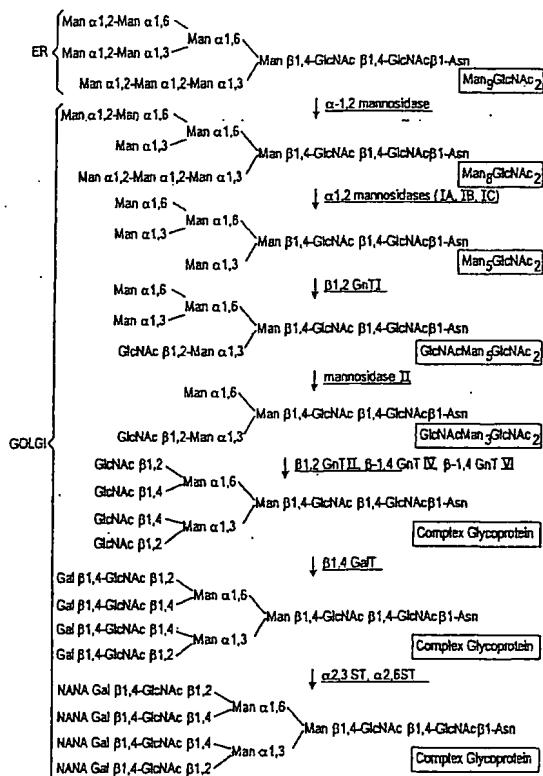 ER
Man α1,2-Man α1,6
Man α1,6
Man α1,2-Man α1,3
Man β1,4-GlcNAc β1,4-GlcNAcβ1-Asn
Man α1,2-Man α1,2-Man α1,3
Man9GlcNAc2
α-1,2 mannosidase
GOLGI
Man α1,2-Man α1,6
Man α1,6
Man α1,3
Man β1,4-GlcNAc β1,4-GlcNAcβ1-Asn
Man α1,2-Man α1,2-Man α1,3
Man8GlcNAc2
α1,2 mannosidases (IA, IB, IC)
Man α1,6
Man α1,6
Man α1,3
Man β1,4-GlcNAc β1,4-GlcNAcβ1-Asn
Man α1,3
Man5GlcNAc2
β1,2 GnTI
Man α1,6
Man α1,6
Man α1,3
Man β1,4-GlcNAc β1,4-GlcNAcβ1-Asn
GlcNAc β1,2-Man α1,3
GlcNAcMan5GlcNAc2
mannosidase II
Man α1,6
Man β1,4-GlcNAc β1,4-GlcNAcβ1-Asn
GlcNAc β1,2-Man α1,3
GlcNAcMan3GlcNAc2
β1,2 GnTII, β-1,4 GnT IV, β-1,4 GnT VI
GlcNAc β1,2
Man α1,6
GlcNAc β1,4
Man β1,4-GlcNAc β1,4-GlcNAcβ1-Asn
GlcNAc β1,4
Man α1,3
GlcNAc β1,2
Complex Glycoprotein
β1,4 GalT
Gal β1,4-GlcNAc β1,2
Man α1,6
Gal β1,4-GlcNAc β1,4
Man β1,4-GlcNAc β1,4-GlcNAcβ1-Asn
Gal β1,4-GlcNAc β1,4
Man α1,3
Gal β1,4-GlcNAc β1,2
Complex Glycoprotein
α2,3 ST, α2,6ST
NANA Gal β1,4-GlcNAc β1,2
Man α1,6
NANA Gal β1,4-GlcNAc β1,4
Man β1,4-GlcNAc β1,4-GlcNAcβ1-Asn
NANA Gal β1,4-GlcNAc β1,4
Man α1,3
NANA Gal β1,4-GlcNAc β1,2
Complex Glycoprotein